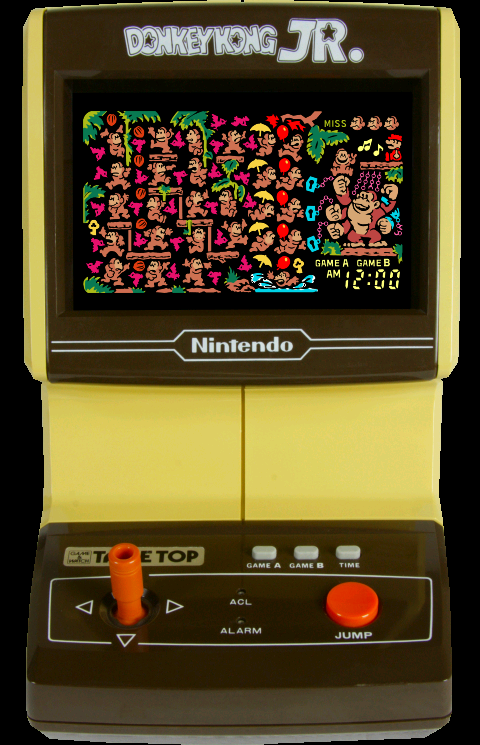 DONKEY KONG JR.
MISS
GAME A GAME B
AM 12:00
Nintendo
GAME & WATCH
TABLE TOP
GAME A GAME B TIME
ACL
ALARM
JUMP